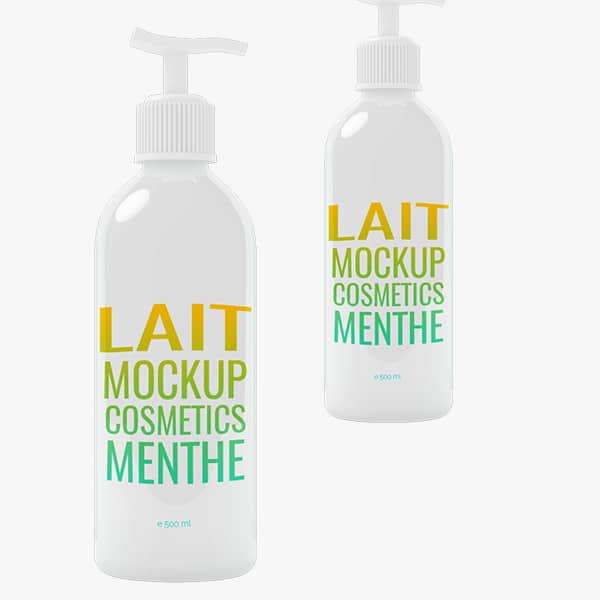 LAIT
MOCKUP
COSMETICS
MENTHE
e 500 ml
LAIT
MOCKUP
COSMETICS
MENTHE
e 500 ml